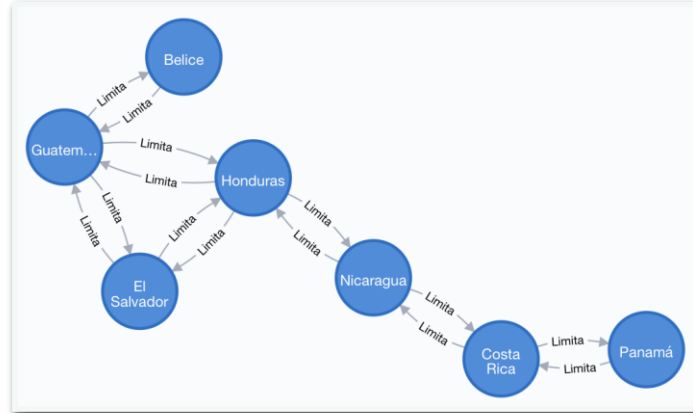 Belice
Limita
Limita
Guatem...
Limita
Limita
Honduras
Limita
Limita
Limita
Limita
Limita
Limita
El
Salvador
Nicaragua
Limita
Limita
Costa
Rica
Limita
Limita
Panamá